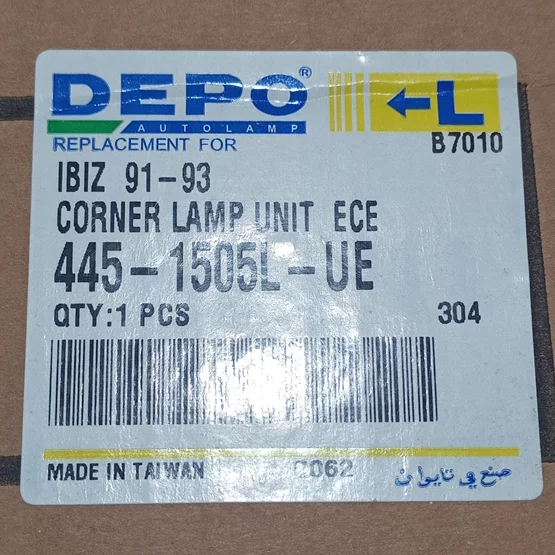 DEPO®
AUTOLAMP
←L
REPLACEMENT FOR
B7010
IBIZ 91-93
CORNER LAMP UNIT ECE
445-1505L-UE
QTY:1 PCS
304
MADE IN TAIWAN
2062
صنع في تايوان